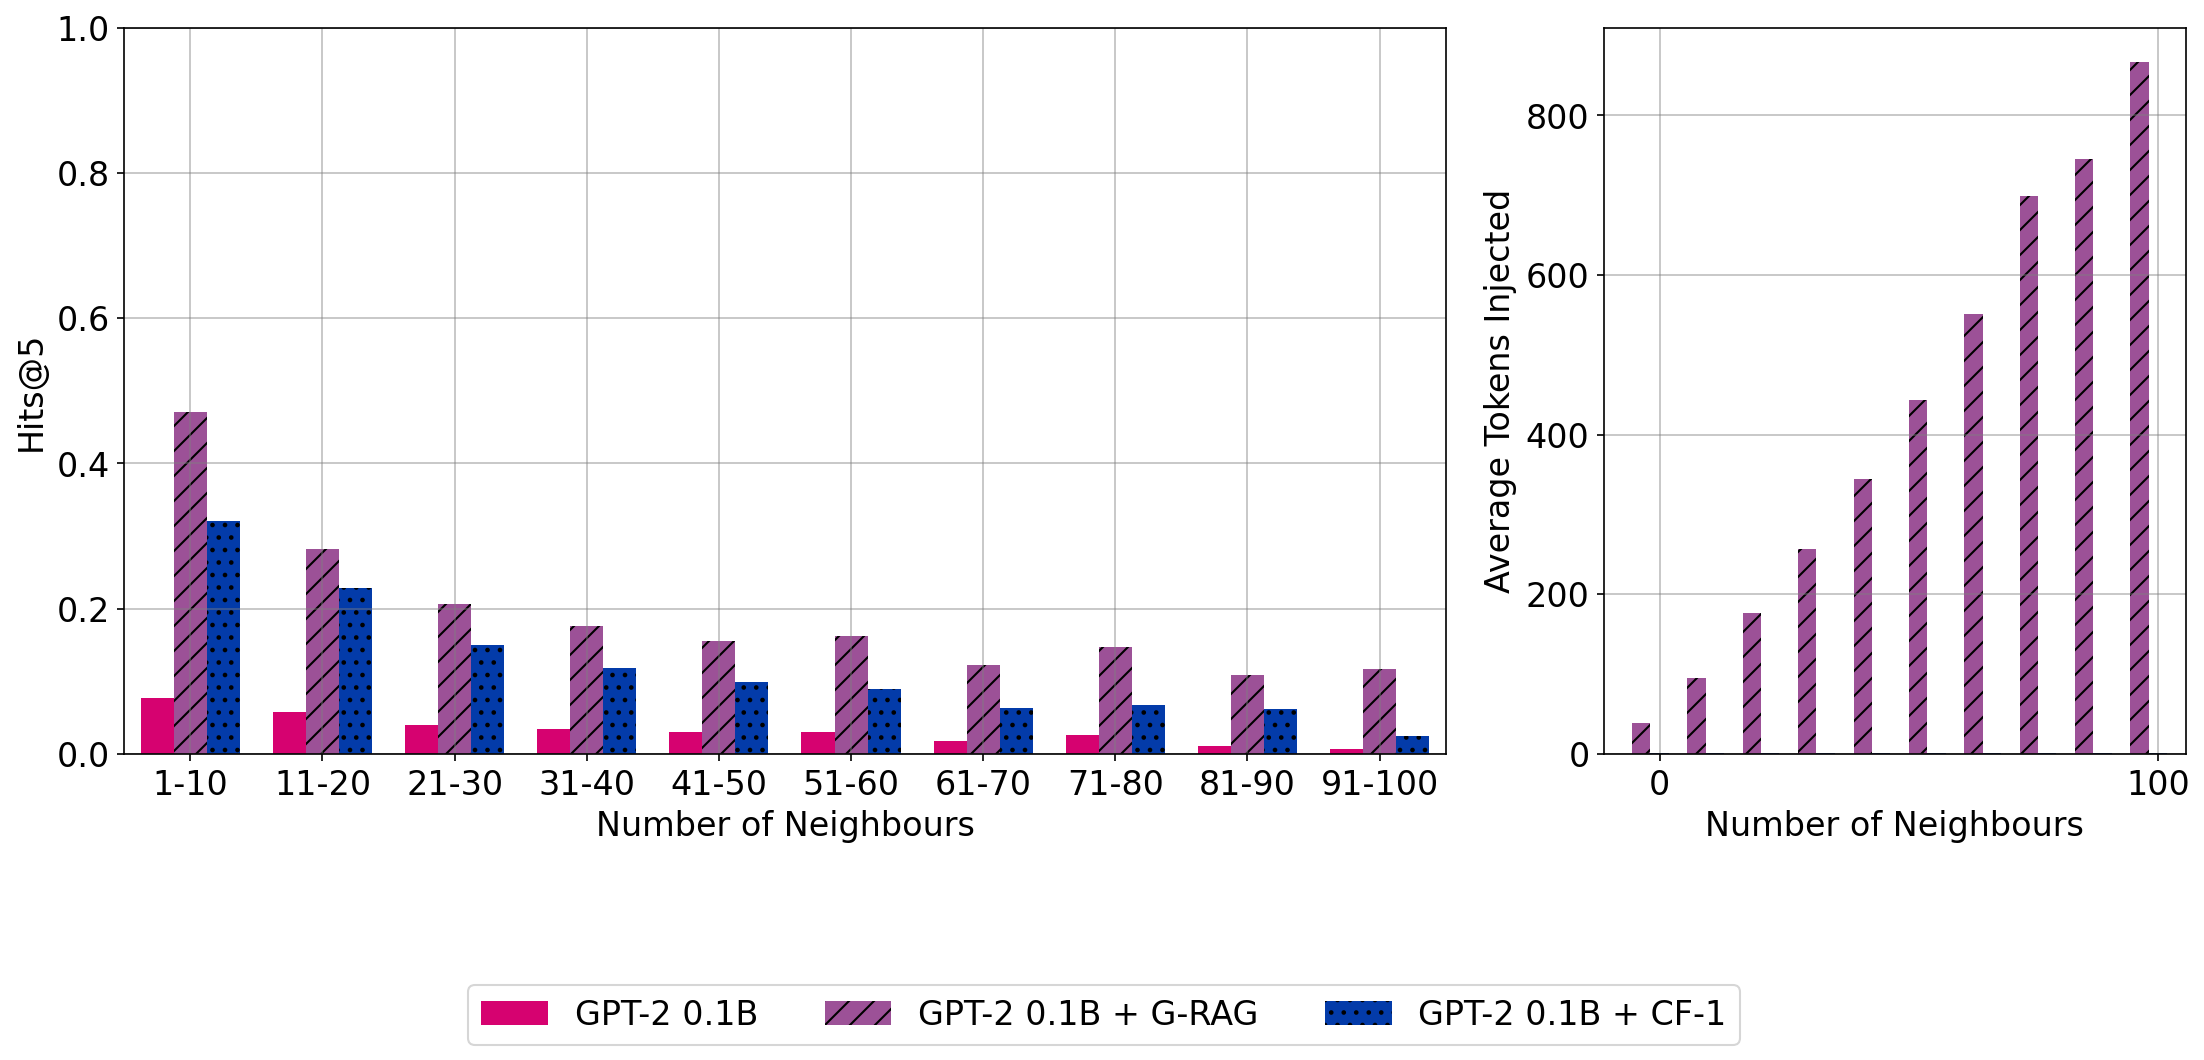 1.0
0.8
0.6
0.4
0.2
0.0
Hits@5
1-10 11-20 21-30 31-40 41-50 51-60 61-70 71-80 81-90 91-100
Number of Neighbours
800
600
400
200
0
Average Tokens Injected
0 100
Number of Neighbours
GPT-2 0.1B GPT-2 0.1B + G-RAG GPT-2 0.1B + CF-1